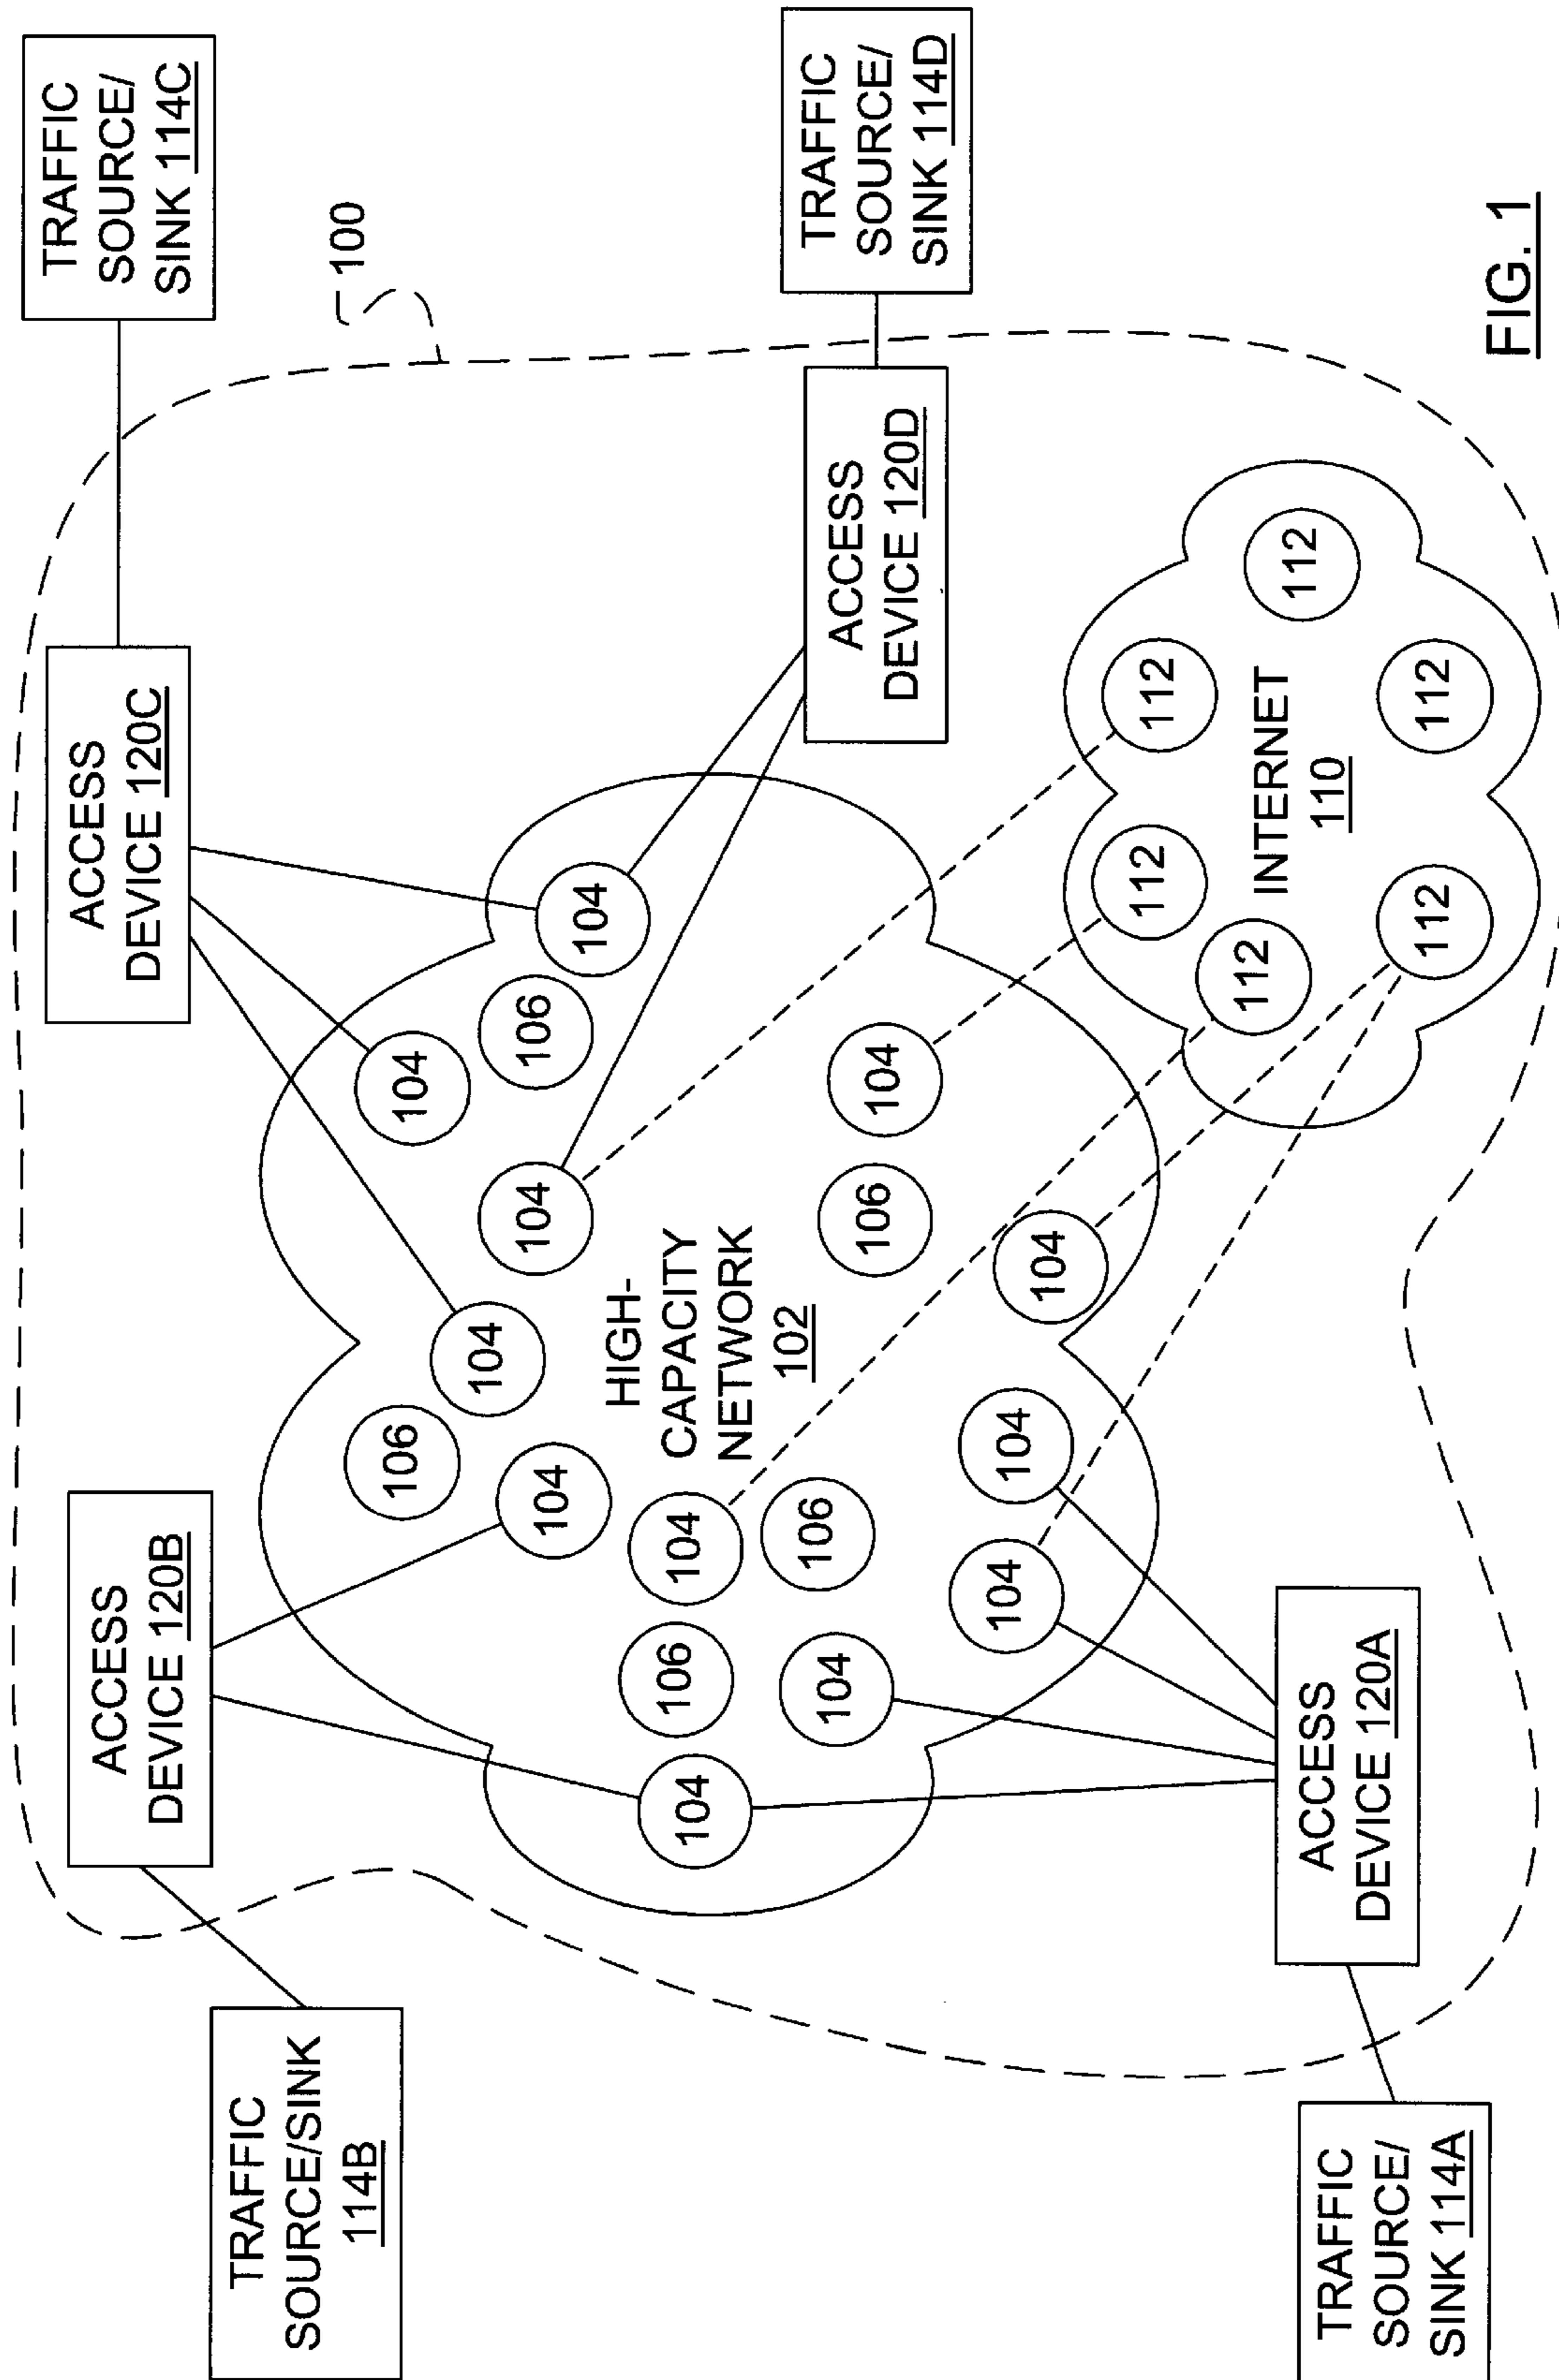 TRAFFIC
SOURCE/SINK
114B
ACCESS
DEVICE 120B
ACCESS
DEVICE 120C
TRAFFIC
SOURCE/
SINK 114C
100
106
104
104
104
106
104
104
HIGH-
CAPACITY
NETWORK
102
106
104
104
106
104
106
104
104
104
104
ACCESS
DEVICE 120D
TRAFFIC
SOURCE/
SINK 114D
112
112
112
112
INTERNET
110
112
112
ACCESS
DEVICE 120A
TRAFFIC
SOURCE/
SINK 114A
FIG. 1